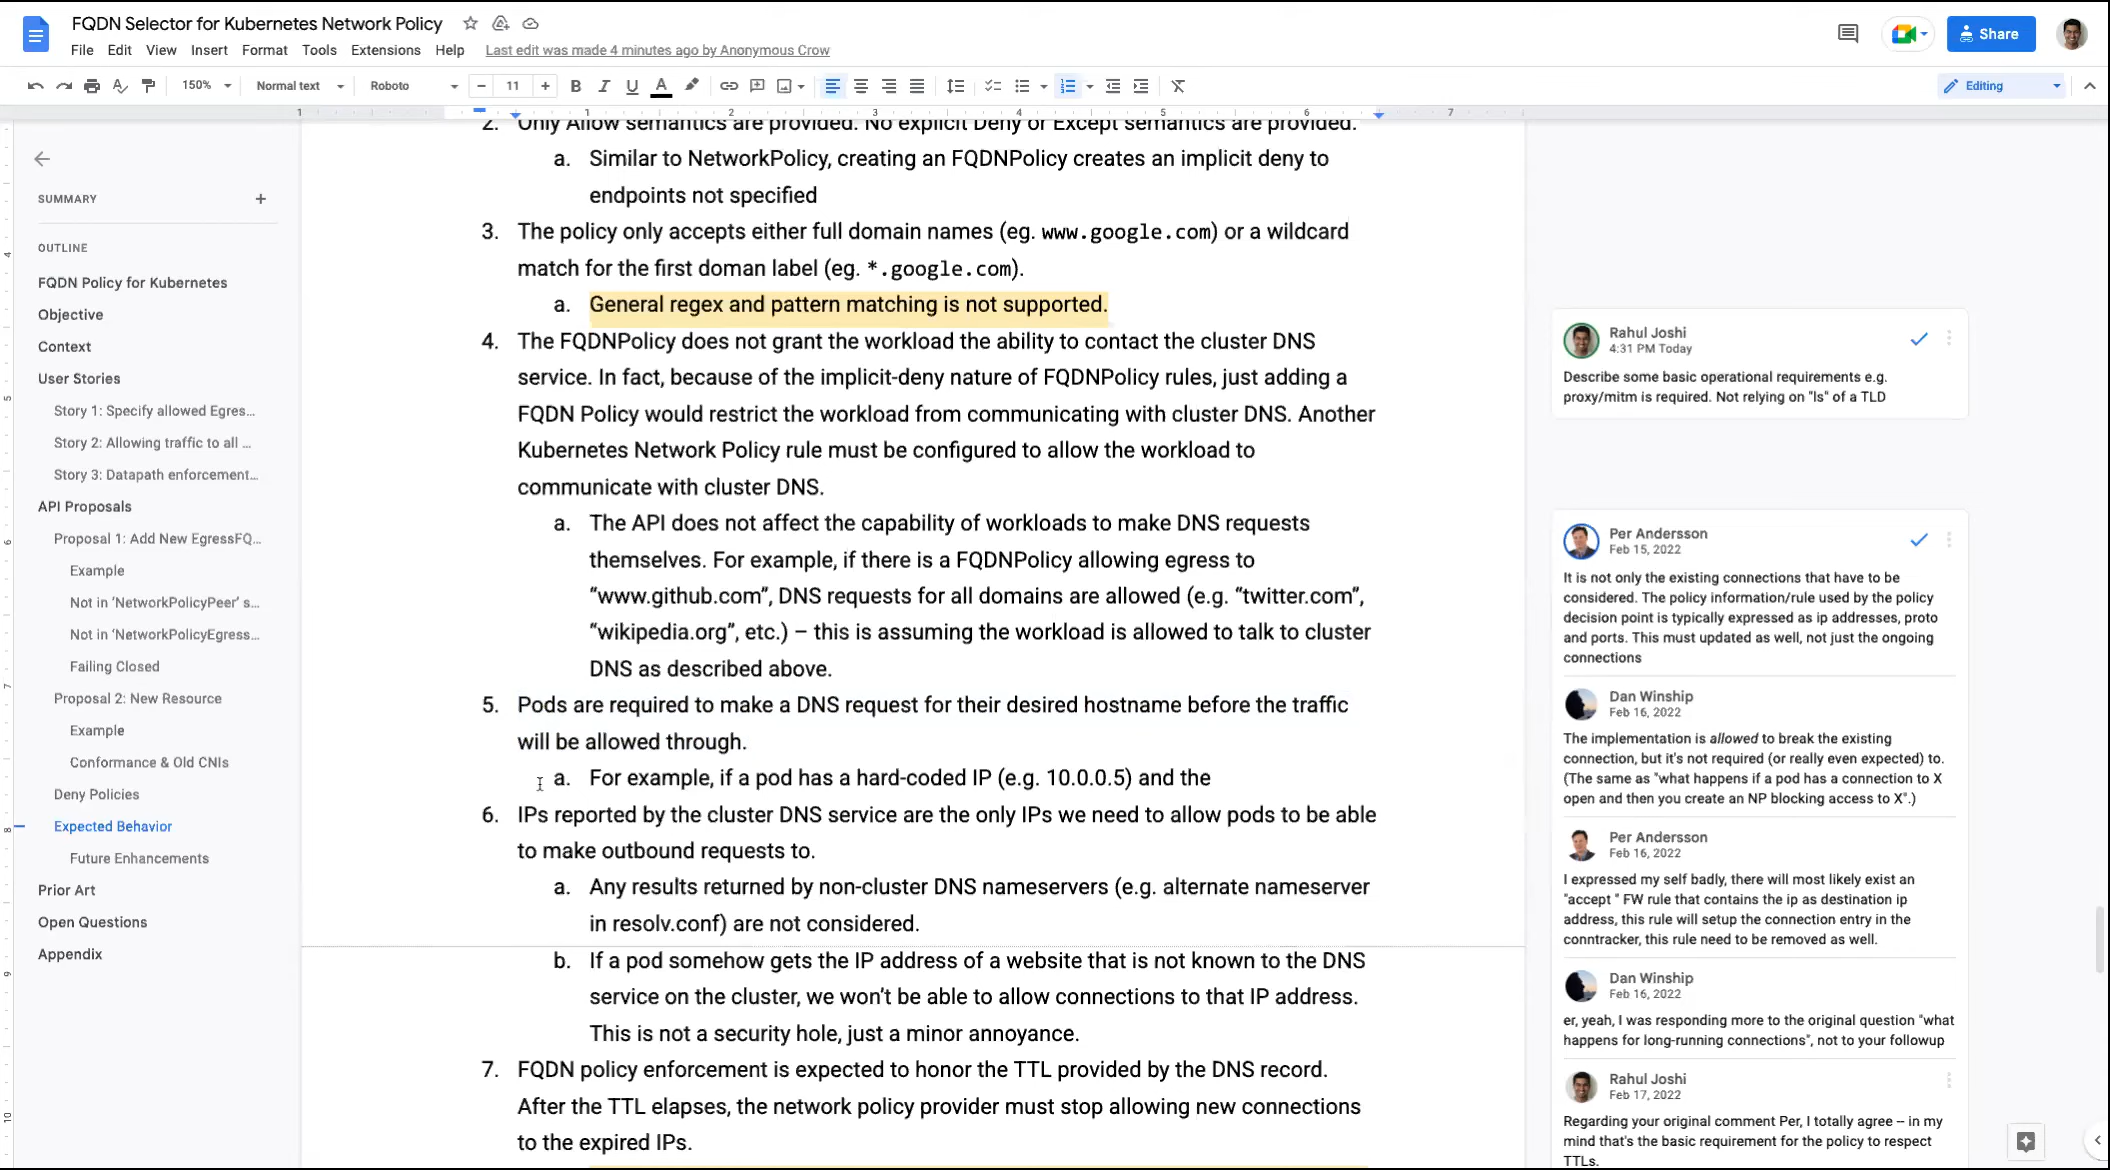 FQDN Selector for Kubernetes Network Policy
File Edit View Insert Format Tools Extensions Help Last edit was made 4 minutes ago by Anonymous Crow
Share
150% Normal text Roboto − 11 + B I U A
Editing
1 1 2 3 4 5 6 7
SUMMARY +
OUTLINE
FQDN Policy for Kubernetes
Objective
Context
User Stories
Story 1: Specify allowed Egres...
Story 2: Allowing traffic to all ...
Story 3: Datapath enforcement...
API Proposals
Proposal 1: Add New EgressFQ...
Example
Not in 'NetworkPolicyPeer' s...
Not in 'NetworkPolicyEgress...
Failing Closed
Proposal 2: New Resource
Example
Conformance & Old CNIs
Deny Policies
Expected Behavior
Future Enhancements
Prior Art
Open Questions
Appendix
4
5
6
7
8
9
10
2. Only Allow semantics are provided. No explicit Deny or Except semantics are provided.
a. Similar to NetworkPolicy, creating an FQDNPolicy creates an implicit deny to
endpoints not specified
3. The policy only accepts either full domain names (eg. www.google.com) or a wildcard
match for the first doman label (eg. *.google.com).
a. General regex and pattern matching is not supported.
4. The FQDNPolicy does not grant the workload the ability to contact the cluster DNS
service. In fact, because of the implicit-deny nature of FQDNPolicy rules, just adding a
FQDN Policy would restrict the workload from communicating with cluster DNS. Another
Kubernetes Network Policy rule must be configured to allow the workload to
communicate with cluster DNS.
a. The API does not affect the capability of workloads to make DNS requests
themselves. For example, if there is a FQDNPolicy allowing egress to
“www.github.com”, DNS requests for all domains are allowed (e.g. “twitter.com”,
“wikipedia.org”, etc.) – this is assuming the workload is allowed to talk to cluster
DNS as described above.
5. Pods are required to make a DNS request for their desired hostname before the traffic
will be allowed through.
a. For example, if a pod has a hard-coded IP (e.g. 10.0.0.5) and the
6. IPs reported by the cluster DNS service are the only IPs we need to allow pods to be able
to make outbound requests to.
a. Any results returned by non-cluster DNS nameservers (e.g. alternate nameserver
in resolv.conf) are not considered.
b. If a pod somehow gets the IP address of a website that is not known to the DNS
service on the cluster, we won’t be able to allow connections to that IP address.
This is not a security hole, just a minor annoyance.
7. FQDN policy enforcement is expected to honor the TTL provided by the DNS record.
After the TTL elapses, the network policy provider must stop allowing new connections
to the expired IPs.
Rahul Joshi
4:31 PM Today
Describe some basic operational requirements e.g.
proxy/mitm is required. Not relying on "ls" of a TLD
Per Andersson
Feb 15, 2022
It is not only the existing connections that have to be
considered. The policy information/rule used by the policy
decision point is typically expressed as ip addresses, proto
and ports. This must updated as well, not just the ongoing
connections
Dan Winship
Feb 16, 2022
The implementation is allowed to break the existing
connection, but it's not required (or really even expected) to.
(The same as "what happens if a pod has a connection to X
open and then you create an NP blocking access to X".)
Per Andersson
Feb 16, 2022
I expressed my self badly, there will most likely exist an
"accept " FW rule that contains the ip as destination ip
address, this rule will setup the connection entry in the
conntracker, this rule need to be removed as well.
Dan Winship
Feb 16, 2022
er, yeah, I was responding more to the original question "what
happens for long-running connections", not to your followup
Rahul Joshi
Feb 17, 2022
Regarding your original comment Per, I totally agree -- in my
mind that's the basic requirement for the policy to respect
TTLs.